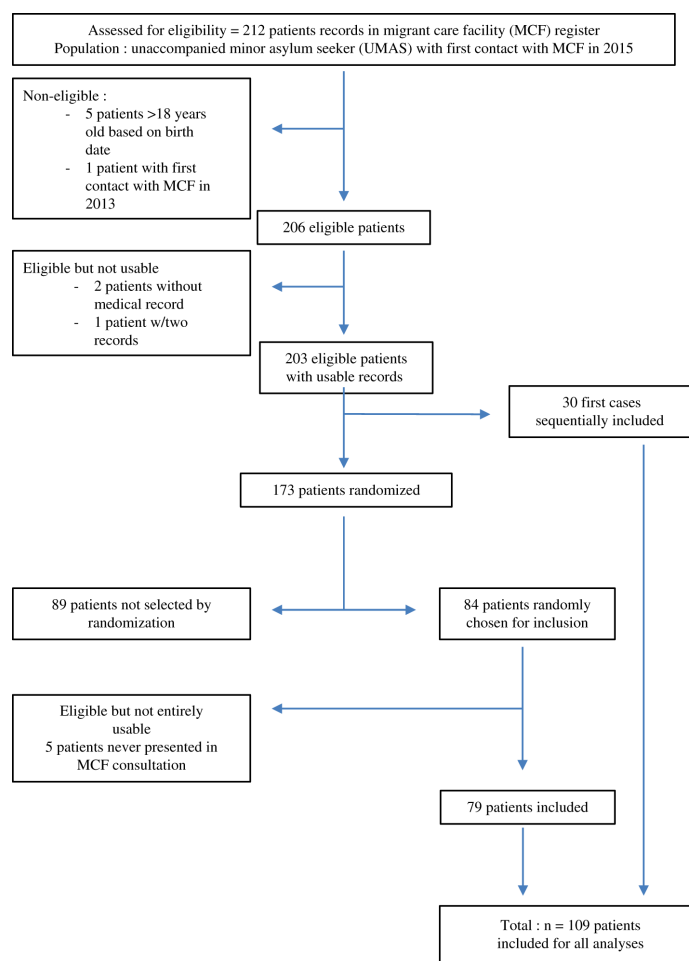 Assessed for eligibility = 212 patients records in migrant care facility (MCF) register
Population : unaccompanied minor asylum seeker (UMAS) with first contact with MCF in 2015
Non-eligible :
- 5 patients >18 years
old based on birth
date
- 1 patient with first
contact with MCF in
2013
206 eligible patients
Eligible but not usable
- 2 patients without
medical record
- 1 patient w/two
records
203 eligible patients
with usable records
30 first cases
sequentially included
173 patients randomized
89 patients not selected by
randomization
84 patients randomly
chosen for inclusion
Eligible but not entirely
usable
5 patients never presented in
MCF consultation
79 patients included
Total : n = 109 patients
included for all analyses